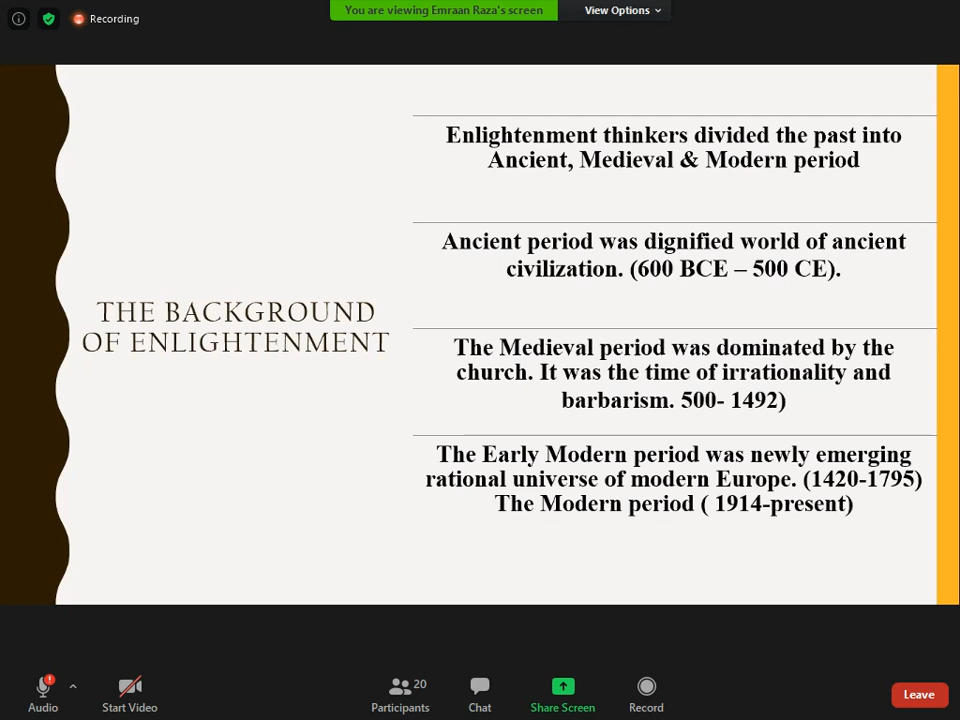 Recording
You are viewing Emraan Raza's screen
View Options
THE BACKGROUND
OF ENLIGHTENMENT
Enlightenment thinkers divided the past into
Ancient, Medieval & Modern period
Ancient period was dignified world of ancient
civilization. (600 BCE – 500 CE).
The Medieval period was dominated by the
church. It was the time of irrationality and
barbarism. 500- 1492)
The Early Modern period was newly emerging
rational universe of modern Europe. (1420-1795)
The Modern period ( 1914-present)
Audio
Start Video
20
Participants
Chat
Share Screen
Record
Leave